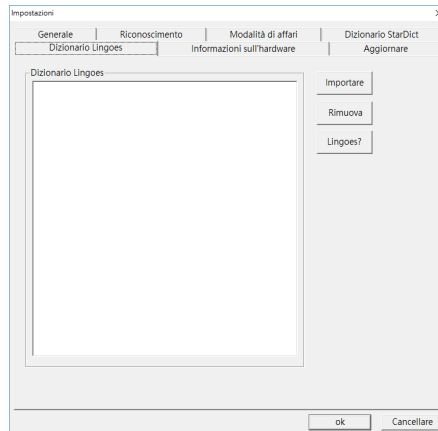 Impostazioni
Generale Riconoscimento Modalità di affari Dizionario StarDict
Dizionario Lingoes Informazioni sull'hardware Aggiornare
Dizionario Lingoes
Importare
Rimuova
Lingoes?
ok Cancellare